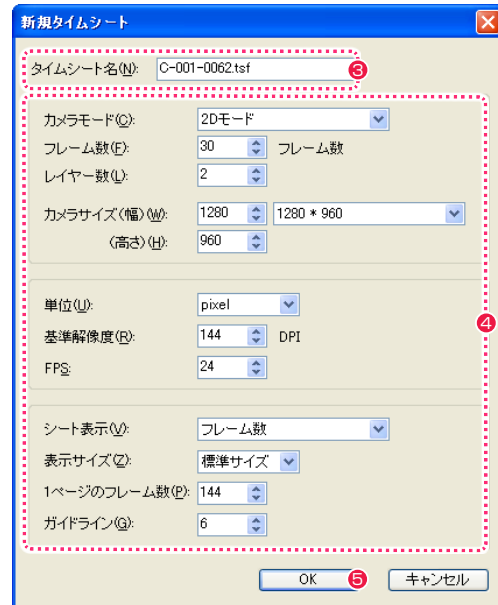 新規タイムシート
タイムシート名(N): C-001-0062.tsf 3
カメラモード(C): 2Dモード
フレーム数(F): 30 フレーム数
レイヤー数(L): 2
カメラサイズ(幅)(W): 1280 1280 * 960
(高さ)(H): 960
単位(U): pixel
4
基準解像度(R): 144 DPI
FPS: 24
シート表示(V): フレーム数
表示サイズ(Z): 標準サイズ
1ページのフレーム数(P): 144
ガイドライン(G): 6
OK 5 キャンセル